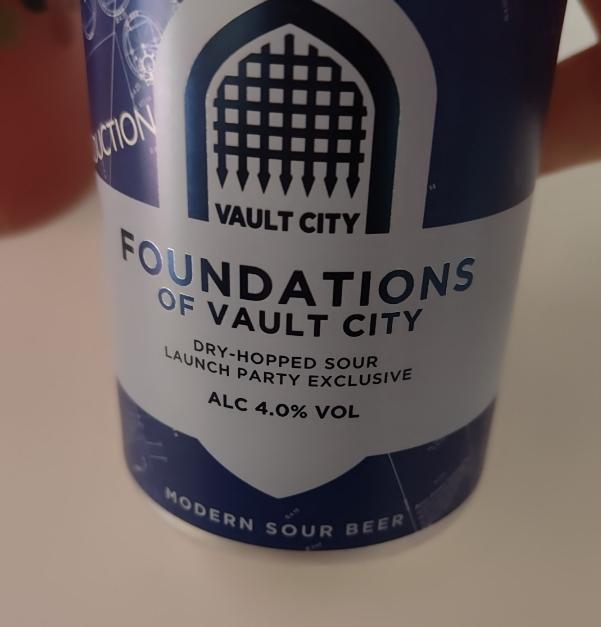 VAULT CITY
FOUNDATIONS
OF VAULT CITY
DRY-HOPPED SOUR
LAUNCH PARTY EXCLUSIVE
ALC 4.0% VOL
MODERN SOUR BEER